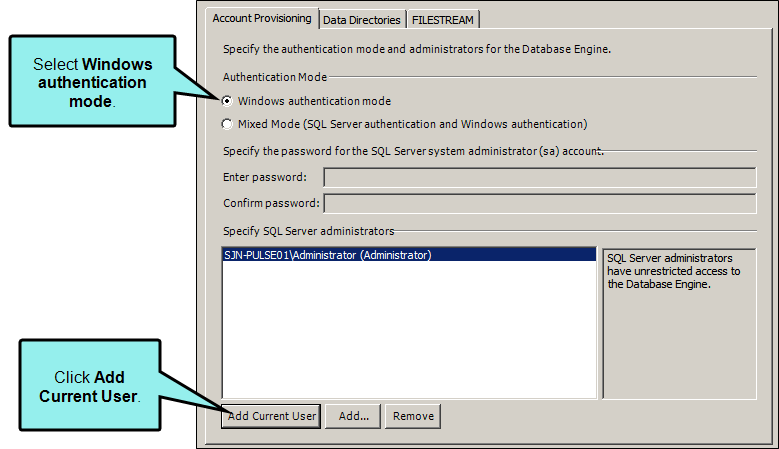 Account Provisioning
Data Directories
FILESTREAM
Specify the authentication mode and administrators for the Database Engine.
Select Windows
authentication
mode.
Authentication Mode
Windows authentication mode
Mixed Mode (SQL Server authentication and Windows authentication)
Specify the password for the SQL Server system administrator (sa) account.
Enter password:
Confirm password:
Specify SQL Server administrators
SJN-PULSE01\Administrator (Administrator)
SQL Server administrators
have unrestricted access to
the Database Engine.
Click Add
Current User.
Add Current User
Add...
Remove